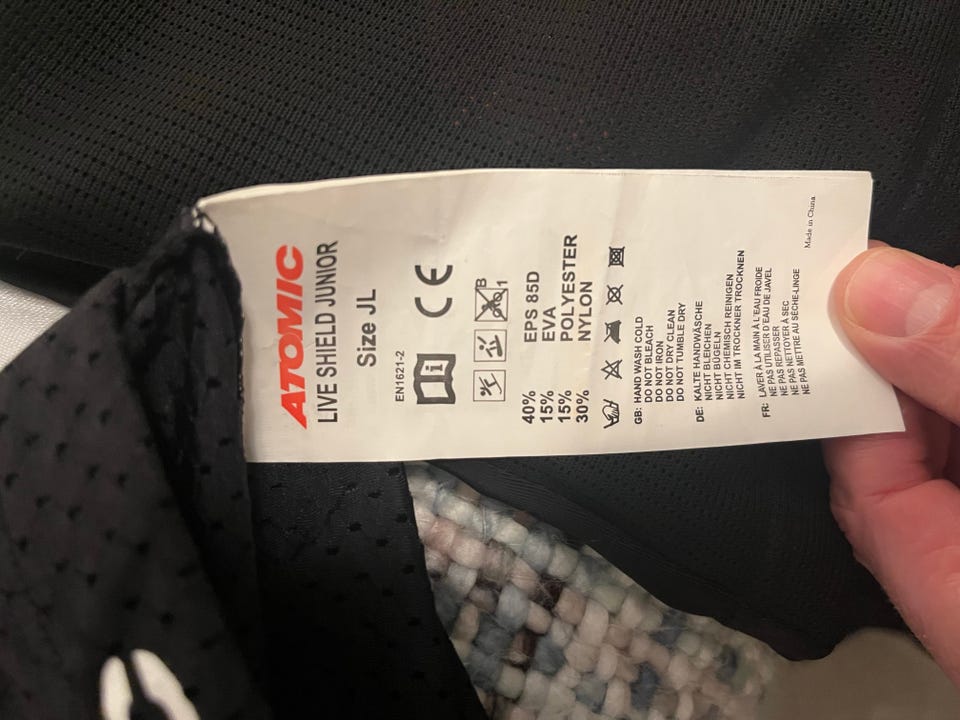 ATOMIC
LIVE SHIELD JUNIOR
Size JL
EN1621-2
i CE
B
1
40% EPS 85D
15% EVA
15% POLYESTER
30% NYLON
GB: HAND WASH COLD
DO NOT BLEACH
DO NOT IRON
DO NOT DRY CLEAN
DO NOT TUMBLE DRY
DE: KALTE HANDWÄSCHE
NICHT BLEICHEN
NICHT BÜGELN
NICHT CHEMISCH REINIGEN
NICHT IM TROCKNER TROCKNEN
FR: LAVER À LA MAIN À L'EAU FROIDE
NE PAS UTILISER D'EAU DE JAVEL
NE PAS REPASSER
NE PAS NETTOYER À SEC
NE PAS METTRE AU SÈCHE-LINGE
Made in China